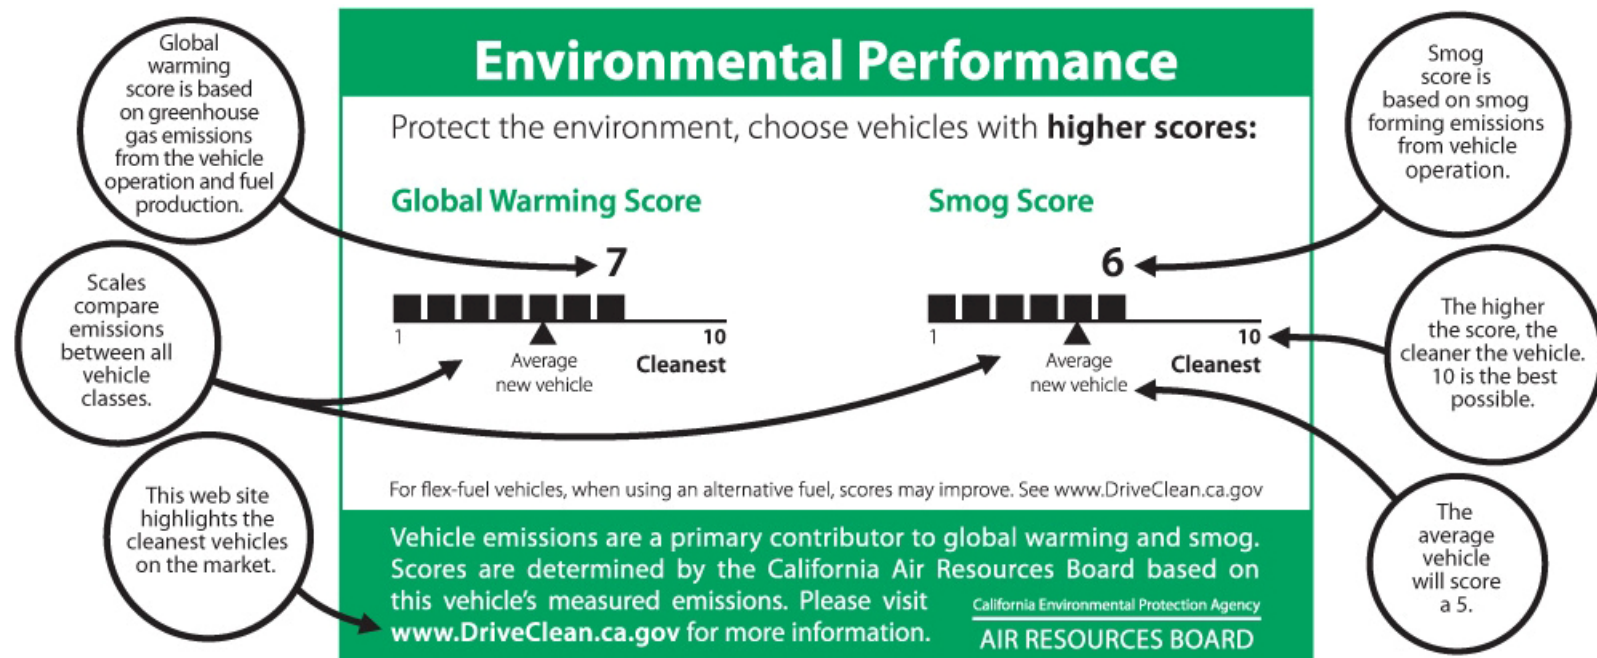 Global
warming
score is based
on greenhouse
gas emissions
from the vehicle
operation and fuel
production.
Scales
compare
emissions
between all
vehicle
classes.
This web site
highlights the
cleanest vehicles
on the market.
Environmental Performance
Protect the environment, choose vehicles with higher scores:
Global Warming Score
7
1 10
Average
new vehicle
Cleanest
Smog Score
6
1 10
Average
new vehicle
Cleanest
For flex-fuel vehicles, when using an alternative fuel, scores may improve. See www.DriveClean.ca.gov
Vehicle emissions are a primary contributor to global warming and smog.
Scores are determined by the California Air Resources Board based on
this vehicle's measured emissions. Please visit
www.DriveClean.ca.gov for more information.
California Environmental Protection Agency
AIR RESOURCES BOARD
Smog
score is
based on smog
forming emissions
from vehicle
operation.
The higher
the score, the
cleaner the vehicle.
10 is the best
possible.
The
average
vehicle
will score
a 5.